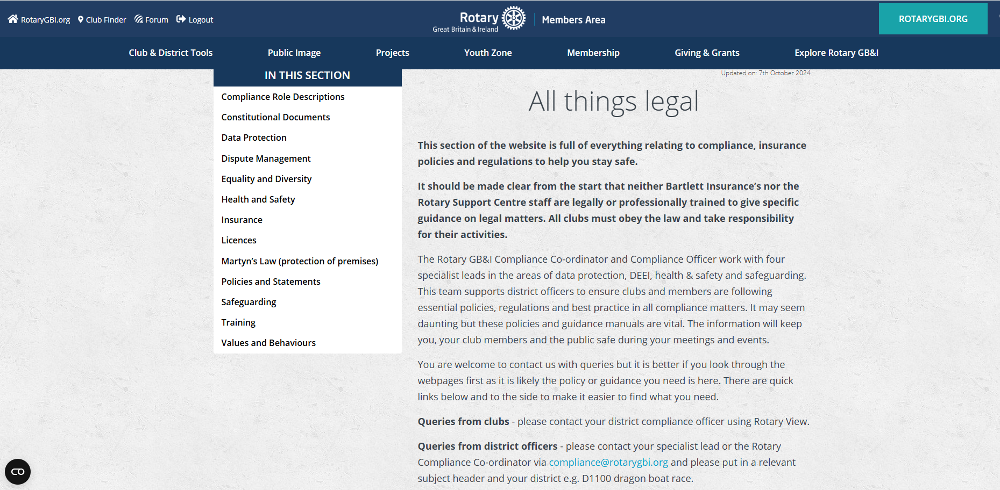 RotaryGBI.org Club Finder Forum Logout
Rotary
Great Britain & Ireland
Members Area
ROTARYGBI.ORG
Club & District Tools Public Image Projects Youth Zone Membership Giving & Grants Explore Rotary GB&I
IN THIS SECTION
Compliance Role Descriptions
Constitutional Documents
Data Protection
Dispute Management
Equality and Diversity
Health and Safety
Insurance
Licences
Martyn’s Law (protection of premises)
Policies and Statements
Safeguarding
Training
Values and Behaviours
Updated on: 7th October 2024
All things legal
This section of the website is full of everything relating to compliance, insurance
policies and regulations to help you stay safe.
It should be made clear from the start that neither Bartlett Insurance’s nor the
Rotary Support Centre staff are legally or professionally trained to give specific
guidance on legal matters. All clubs must obey the law and take responsibility
for their activities.
The Rotary GB&I Compliance Co-ordinator and Compliance Officer work with four
specialist leads in the areas of data protection, DEEI, health & safety and safeguarding.
This team supports district officers to ensure clubs and members are following
essential policies, regulations and best practice in all compliance matters. It may seem
daunting but these policies and guidance manuals are vital. The information will keep
you, your club members and the public safe during your meetings and events.
You are welcome to contact us with queries but it is better if you look through the
webpages first as it is likely the policy or guidance you need is here. There are quick
links below and to the side to make it easier to find what you need.
Queries from clubs - please contact your district compliance officer using Rotary View.
Queries from district officers - please contact your specialist lead or the Rotary
Compliance Co-ordinator via compliance@rotarygbi.org and please put in a relevant
subject header and your district e.g. D1100 dragon boat race.